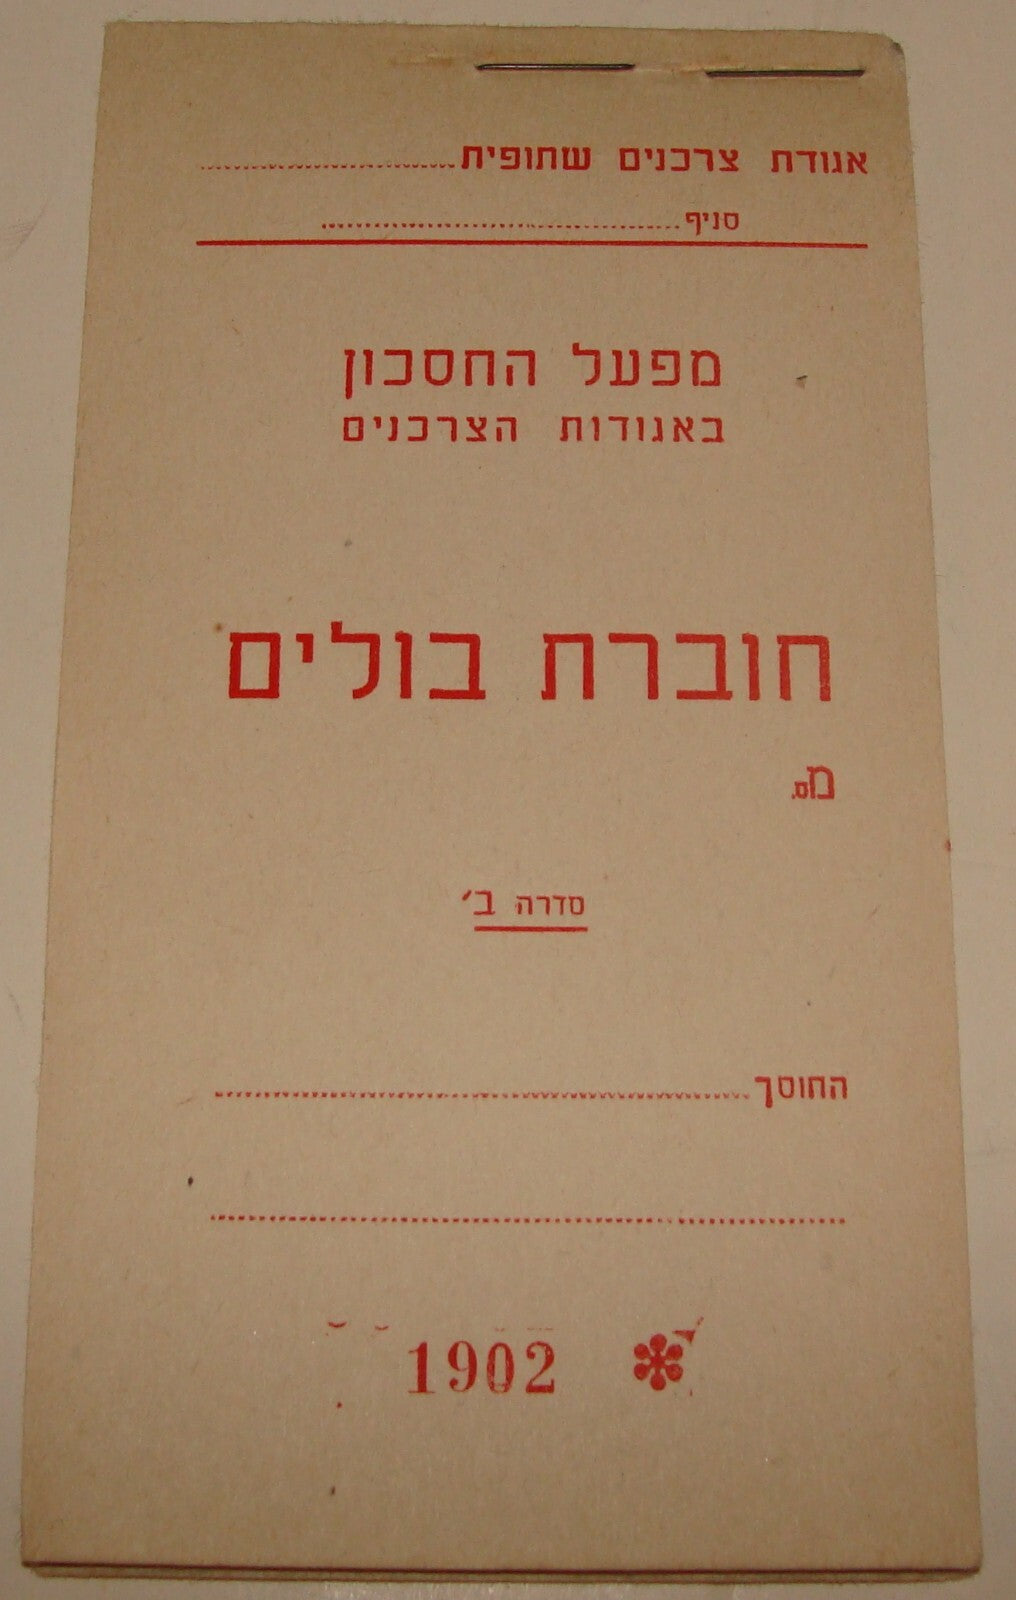 אגודת צרכנים שתופית
סניף
מפעל החסכון
באגודות הצרכנים
חוברת בולים
מס.
סדרה ב׳
החוסך
1902 *